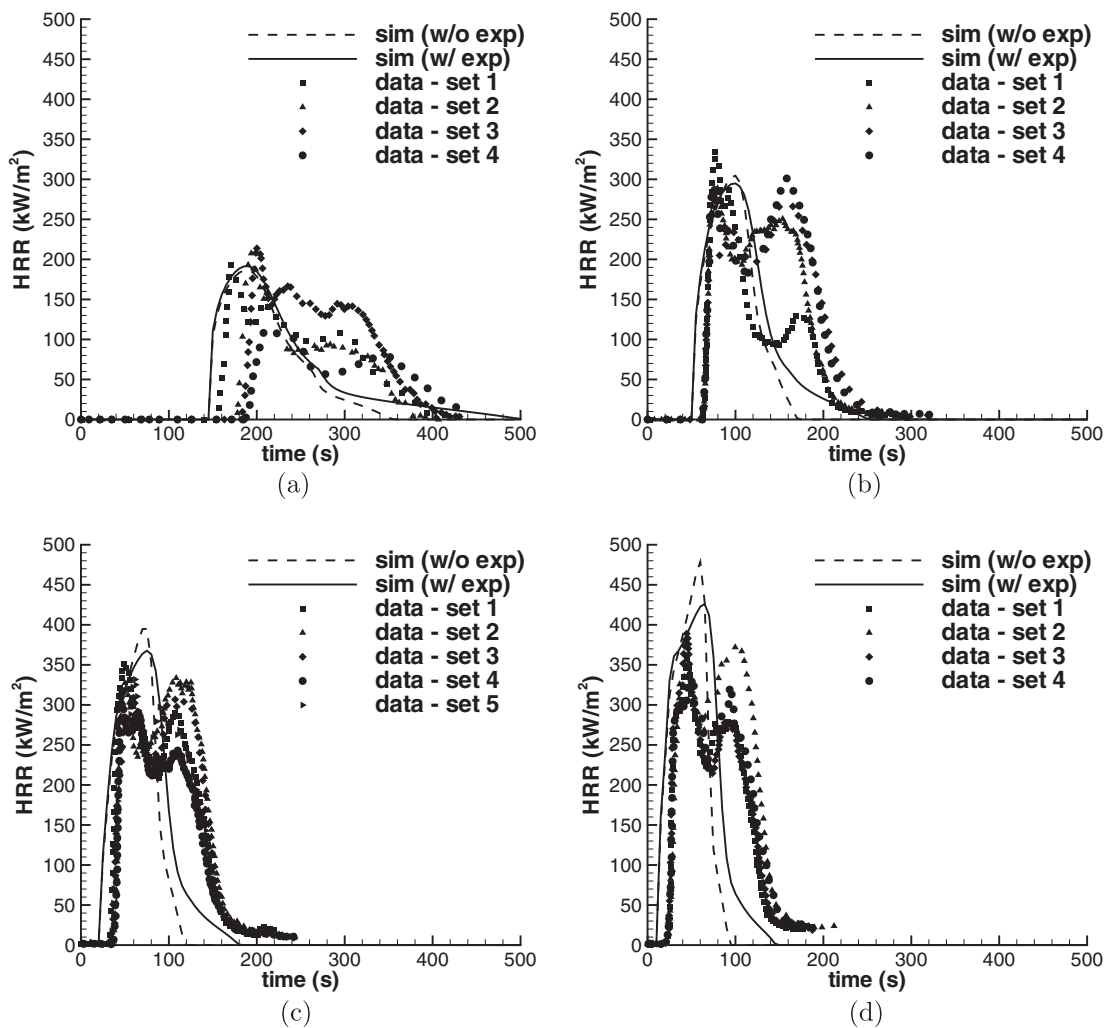 500
450
400
350
300
250
200
150
100
50
0
HRR (kW/m²)
sim (w/o exp)
sim (w/ exp)
data - set 1
data - set 2
data - set 3
data - set 4
0 100 200 300 400 500
time (s)
(a)
500
450
400
350
300
250
200
150
100
50
0
HRR (kW/m²)
sim (w/o exp)
sim (w/ exp)
data - set 1
data - set 2
data - set 3
data - set 4
0 100 200 300 400 500
time (s)
(b)
500
450
400
350
300
250
200
150
100
50
0
HRR (kW/m²)
sim (w/o exp)
sim (w/ exp)
data - set 1
data - set 2
data - set 3
data - set 4
data - set 5
0 100 200 300 400 500
time (s)
(c)
500
450
400
350
300
250
200
150
100
50
0
HRR (kW/m²)
sim (w/o exp)
sim (w/ exp)
data - set 1
data - set 2
data - set 3
data - set 4
0 100 200 300 400 500
time (s)
(d)